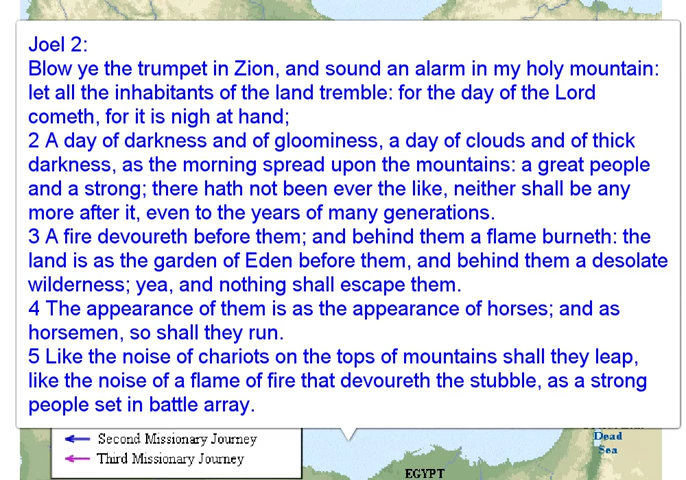 Joel 2:
Blow ye the trumpet in Zion, and sound an alarm in my holy mountain:
let all the inhabitants of the land tremble: for the day of the Lord
cometh, for it is nigh at hand;
2 A day of darkness and of gloominess, a day of clouds and of thick
darkness, as the morning spread upon the mountains: a great people
and a strong; there hath not been ever the like, neither shall be any
more after it, even to the years of many generations.
3 A fire devoureth before them; and behind them a flame burneth: the
land is as the garden of Eden before them, and behind them a desolate
wilderness; yea, and nothing shall escape them.
4 The appearance of them is as the appearance of horses; and as
horsemen, so shall they run.
5 Like the noise of chariots on the tops of mountains shall they leap,
like the noise of a flame of fire that devoureth the stubble, as a strong
people set in battle array.
Second Missionary Journey
Third Missionary Journey
Dead
Sea
EGYPT